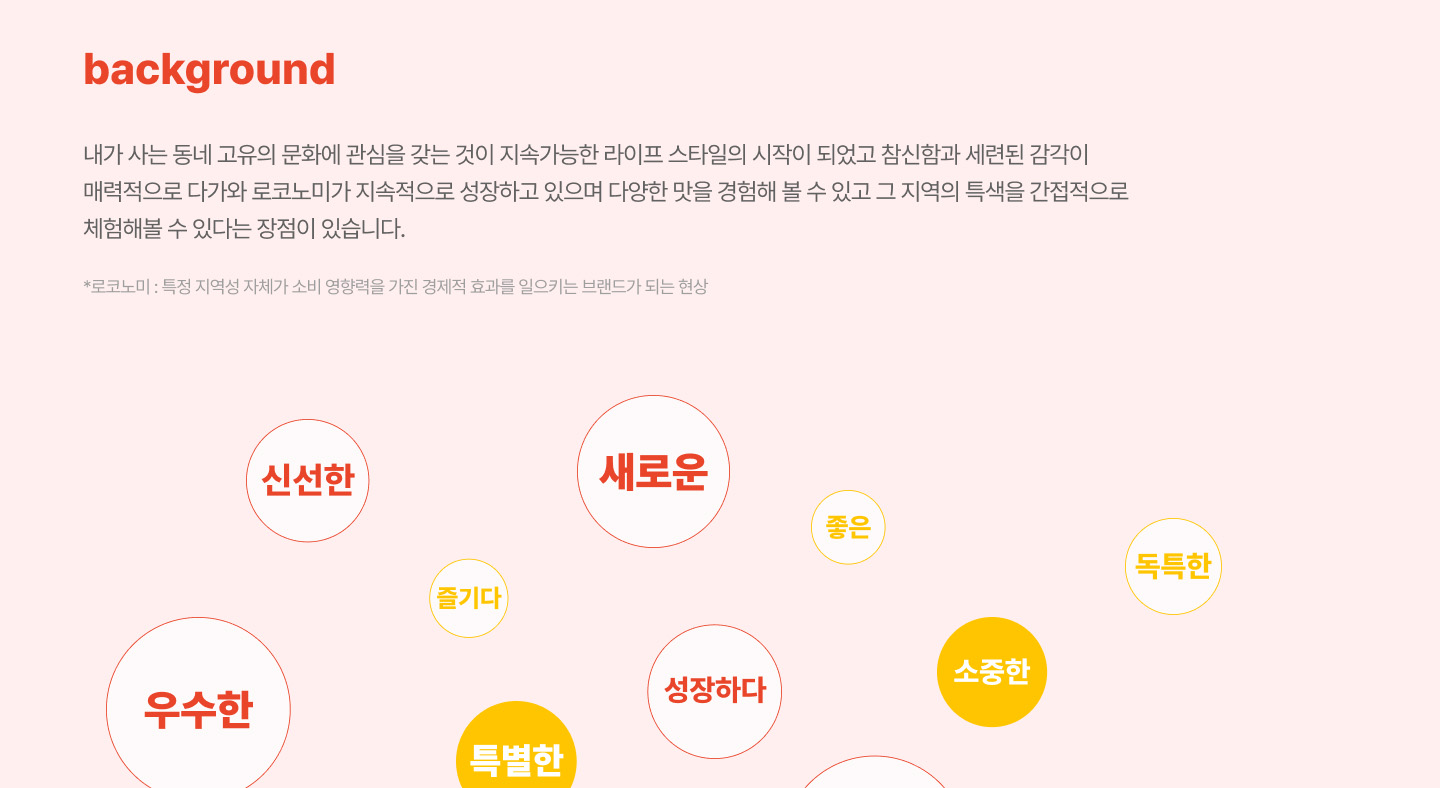 background
내가 사는 동네 고유의 문화에 관심을 갖는 것이 지속가능한 라이프 스타일의 시작이 되었고 참신함과 세련된 감각이
매력적으로 다가와 로코노미가 지속적으로 성장하고 있으며 다양한 맛을 경험해 볼 수 있고 그 지역의 특색을 간접적으로
체험해볼 수 있다는 장점이 있습니다.
*로코노미 : 특정 지역성 자체가 소비 영향력을 가진 경제적 효과를 일으키는 브랜드가 되는 현상
신선한
새로운
좋은
독특한
즐기다
우수한
성장하다
소중한
특별한